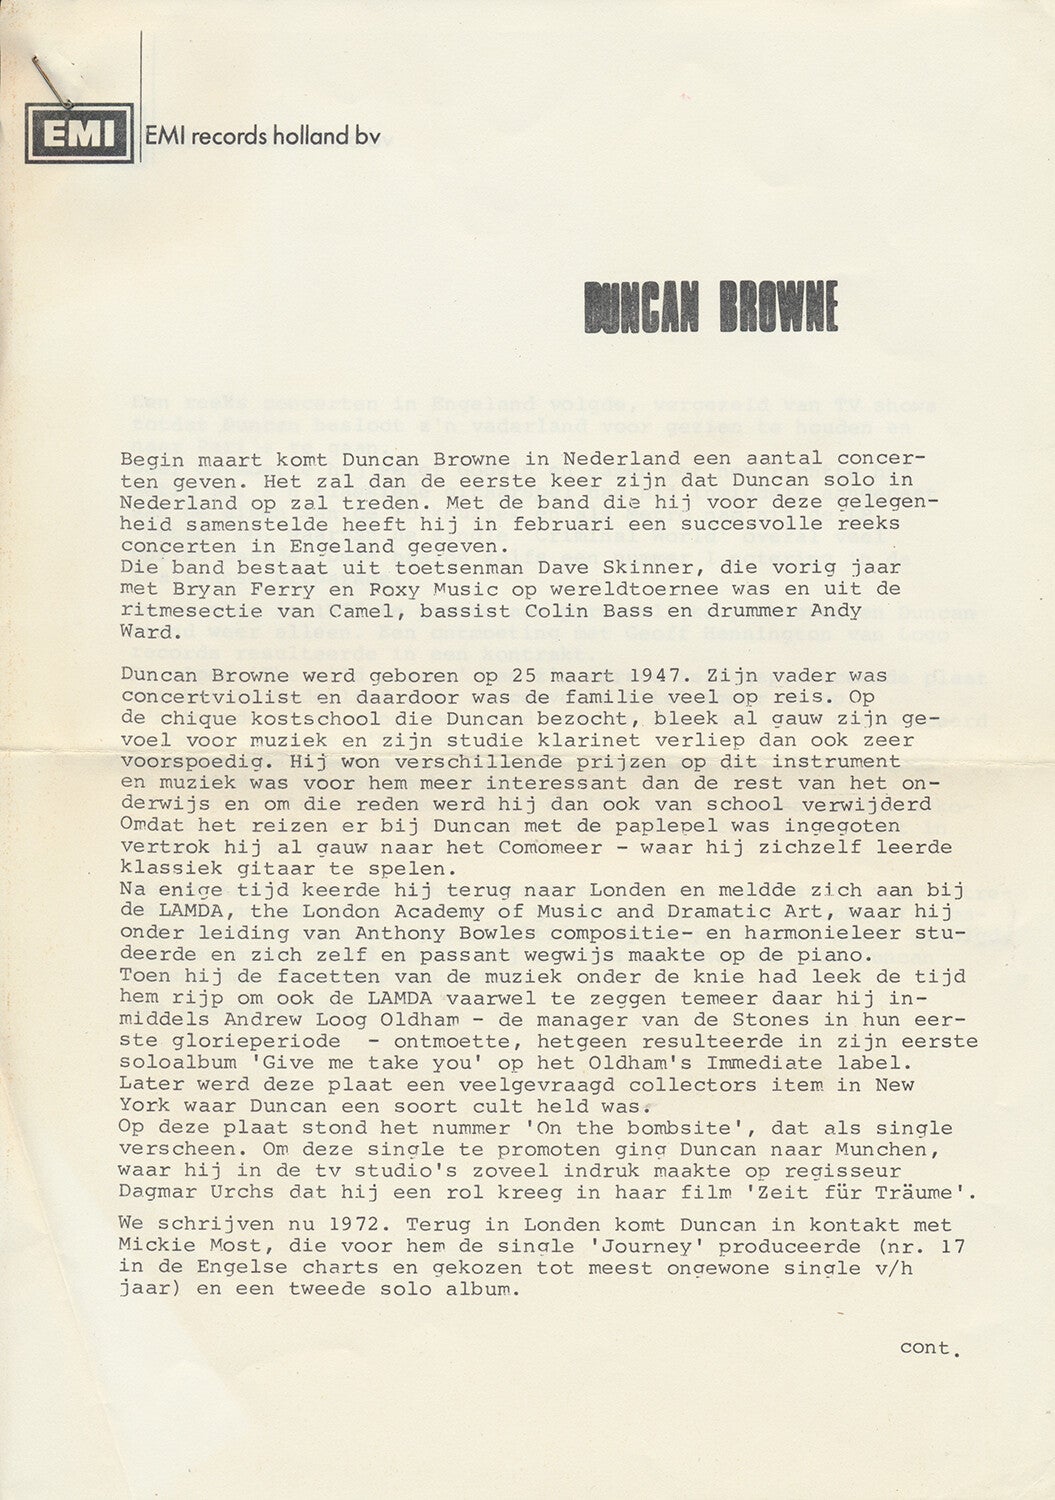 EMI
EMI records holland bv
DUNCAN BROWNE
Begin maart komt Duncan Browne in Nederland een aantal concer-
ten geven. Het zal dan de eerste keer zijn dat Duncan solo in
Nederland op zal treden. Met de band die hij voor deze gelegen-
heid samenstelde heeft hij in februari een succesvolle reeks
concerten in Engeland gegeven.
Die band bestaat uit toetsenman Dave Skinner, die vorig jaar
met Bryan Ferry en Roxy Music op wereldtoernee was en uit de
ritmesectie van Camel, bassist Colin Bass en drummer Andy
Ward.
Duncan Browne werd geboren op 25 maart 1947. Zijn vader was
concertviolist en daardoor was de familie veel op reis. Op
de chique kostschool die Duncan bezocht, bleek al gauw zijn ge-
voel voor muziek en zijn studie klarinet verliep dan ook zeer
voorspoedig. Hij won verschillende prijzen op dit instrument
en muziek was voor hem meer interessant dan de rest van het on-
derwijs en om die reden werd hij dan ook van school verwijderd
Omdat het reizen er bij Duncan met de paplepel was ingegoten
vertrok hij al gauw naar het Comomeer - waar hij zichzelf leerde
klassiek gitaar te spelen.
Na enige tijd keerde hij terug naar Londen en meldde zich aan bij
de LAMDA, the London Academy of Music and Dramatic Art, waar hij
onder leiding van Anthony Bowles compositie- en harmonieleer stu-
deerde en zich zelf en passant wegwijs maakte op de piano.
Toen hij de facetten van de muziek onder de knie had leek de tijd
hem rijp om ook de LAMDA vaarwel te zeggen temeer daar hij in-
middels Andrew Loog Oldham - de manager van de Stones in hun eer-
ste glorieperiode  - ontmoette, hetgeen resulteerde in zijn eerste
soloalbum 'Give me take you' op het Oldham's Immediate label.
Later werd deze plaat een veelgevraagd collectors item in New
York waar Duncan een soort cult held was.
Op deze plaat stond het nummer 'On the bombsite', dat als single
verscheen. Om deze single te promoten ging Duncan naar Munchen,
waar hij in de tv studio's zoveel indruk maakte op regisseur
Dagmar Urchs dat hij een rol kreeg in haar film 'Zeit für Träume'.
We schrijven nu 1972. Terug in Londen komt Duncan in kontakt met
Mickie Most, die voor hem de single 'Journey' produceerde (nr. 17
in de Engelse charts en gekozen tot meest ongewone single v/h
jaar) en een tweede solo album.
cont.